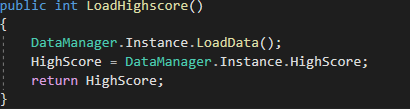 public int LoadHighscore()
{
DataManager.Instance.LoadData();
HighScore = DataManager.Instance.HighScore;
return HighScore;
}